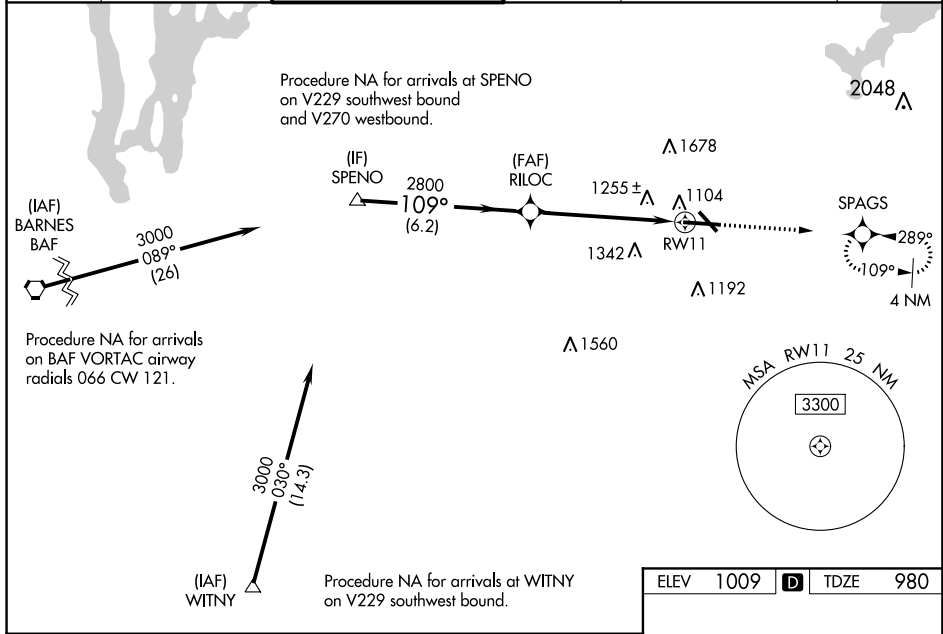 Procedure NA for arrivals at SPENO
on V229 southwest bound
and V270 westbound.
2048
1678
(IF)
SPENO
2800
109°
(6.2)
(FAF)
RILOC
1255 ±
1104
RW11
1342
1192
1560
SPAGS
289°
109°
4 NM
(IAF)
BARNES
BAF
3000
089°
(26)
Procedure NA for arrivals
on BAF VORTAC airway
radials 066 CW 121.
MSA RW11 25 NM
3300
3000
030°
(14.3)
(IAF)
WITNY
Procedure NA for arrivals at WITNY
on V229 southwest bound.
ELEV 1009 D TDZE 980